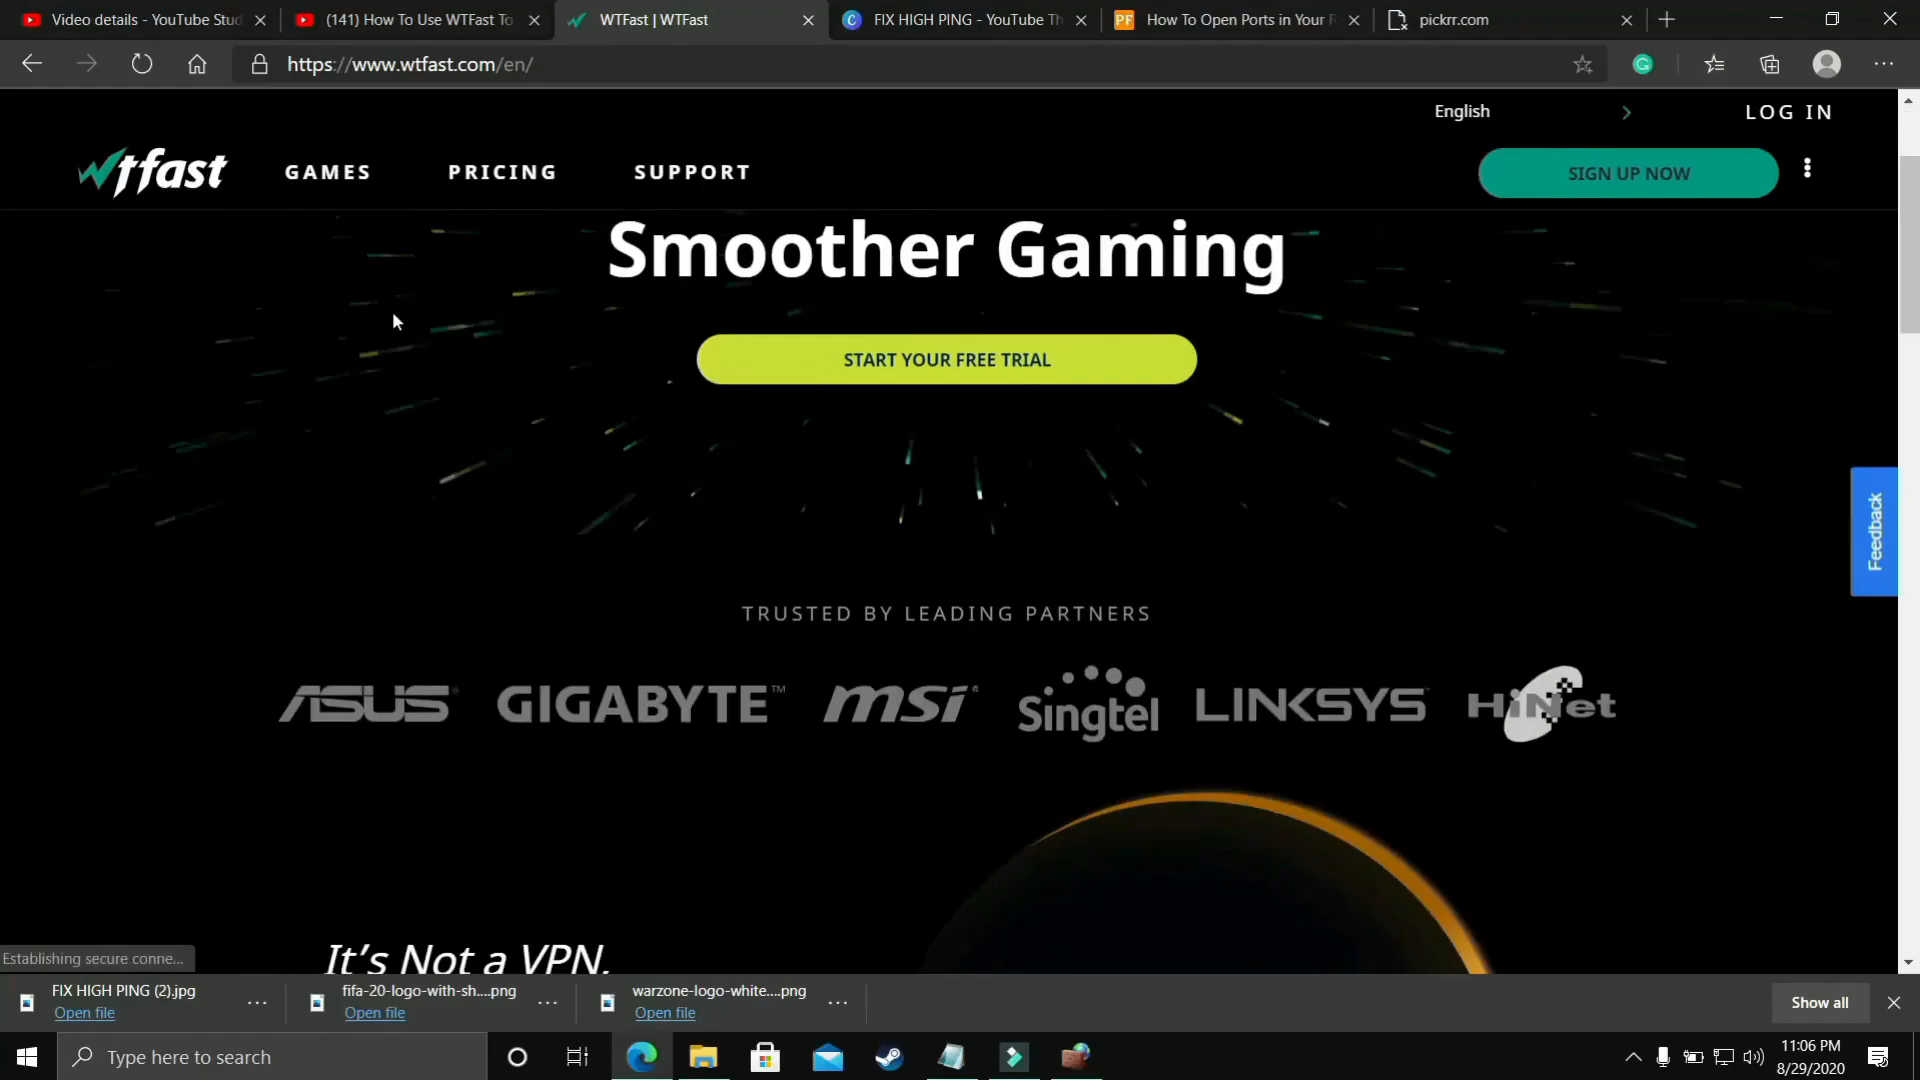 Video details - YouTube Stud
(141) How To Use WTFast To
WTFast | WTFast
FIX HIGH PING - YouTube Th
PF
How To Open Ports in Your R
pickrr.com
https://www.wtfast.com/en/
English
LOG IN
wtfast
GAMES
PRICING
SUPPORT
SIGN UP NOW
Smoother Gaming
START YOUR FREE TRIAL
Feedback
TRUSTED BY LEADING PARTNERS
ASUS
GIGABYTE™
msi
Singtel
LINKSYS
HiNet
It's Not a VPN.
Establishing secure conne...
FIX HIGH PING (2).jpg
Open file
fifa-20-logo-with-sh....png
Open file
warzone-logo-white....png
Open file
Show all
Type here to search
11:06 PM
8/29/2020